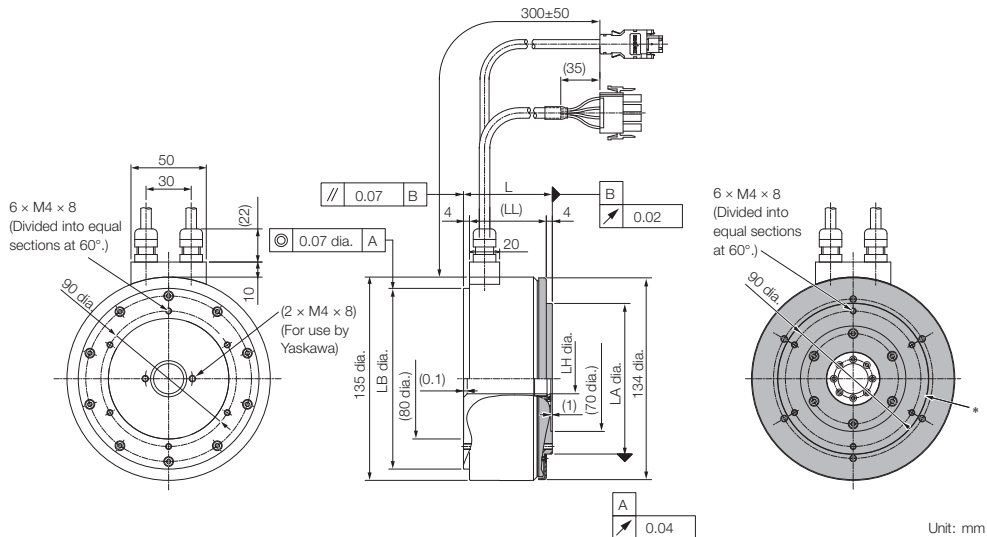 300±50
(35)
50
30
6 × M4 × 8
(Divided into equal
sections at 60°.)
(22)
10
90 dia.
(2 × M4 × 8)
(For use by
Yaskawa)
// 0.07 B
L
4
(LL)
4
B
0.02
◎ 0.07 dia. A
20
135 dia.
LB dia.
(80 dia.)
(0.1)
LH dia.
(1)
(70 dia.)
LA dia.
134 dia.
A
0.04
6 × M4 × 8
(Divided into
equal sections
at 60°.)
90 dia.
*
Unit: mm